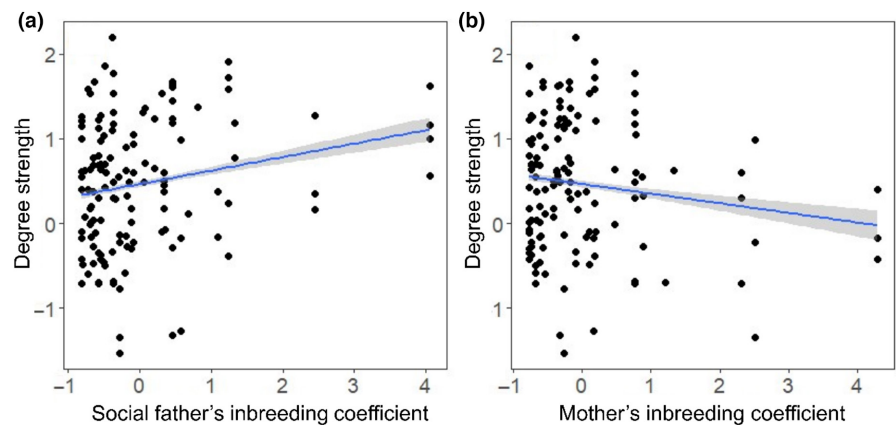 (a)
Degree strength
2
1
0
−1
−1 0 1 2 3 4
Social father's inbreeding coefficient
(b)
Degree strength
2
1
0
−1
−1 0 1 2 3 4
Mother's inbreeding coefficient